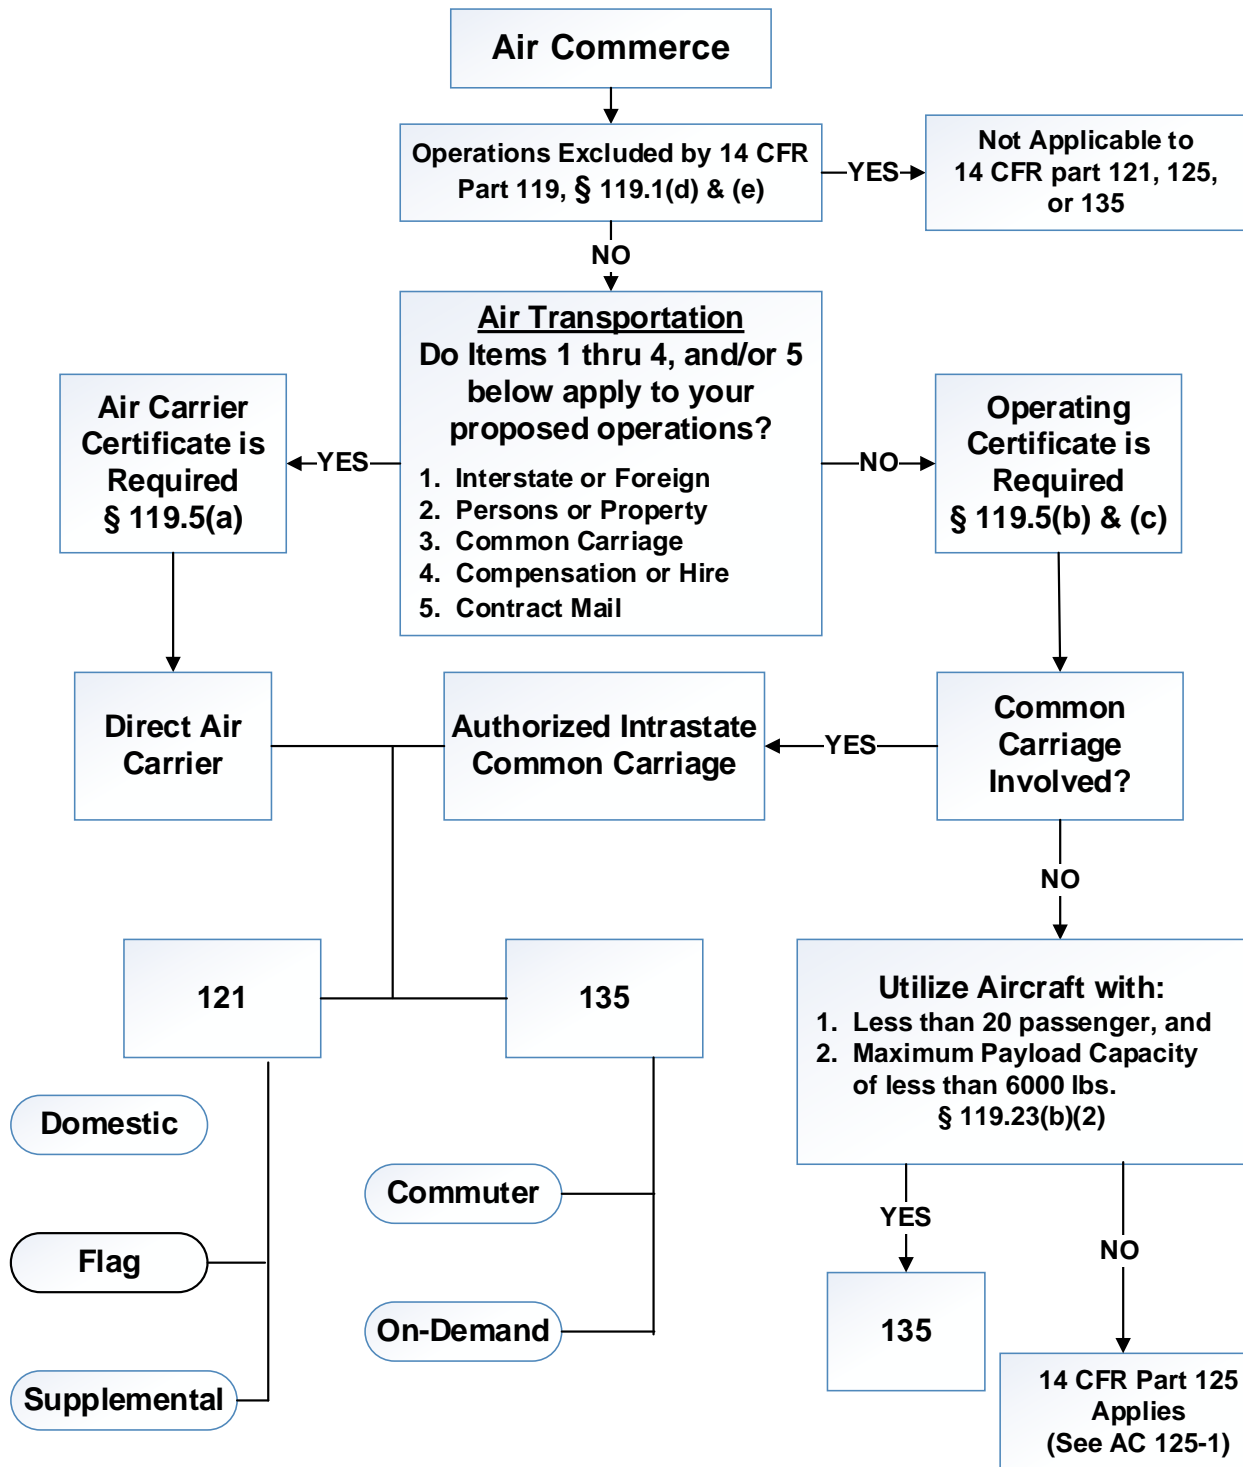 Air Commerce
Operations Excluded by 14 CFR
Part 119, § 119.1(d) & (e)
YES
Not Applicable to
14 CFR part 121, 125,
or 135
NO
Air Transportation
Do Items 1 thru 4, and/or 5
below apply to your
proposed operations?
1. Interstate or Foreign
2. Persons or Property
3. Common Carriage
4. Compensation or Hire
5. Contract Mail
YES
Air Carrier
Certificate is
Required
§ 119.5(a)
NO
Operating
Certificate is
Required
§ 119.5(b) & (c)
Direct Air
Carrier
Authorized Intrastate
Common Carriage
YES
Common
Carriage
Involved?
NO
121
135
Utilize Aircraft with:
1. Less than 20 passenger, and
2. Maximum Payload Capacity
of less than 6000 lbs.
§ 119.23(b)(2)
Domestic
Flag
Supplemental
Commuter
On-Demand
YES
NO
135
14 CFR Part 125
Applies
(See AC 125-1)